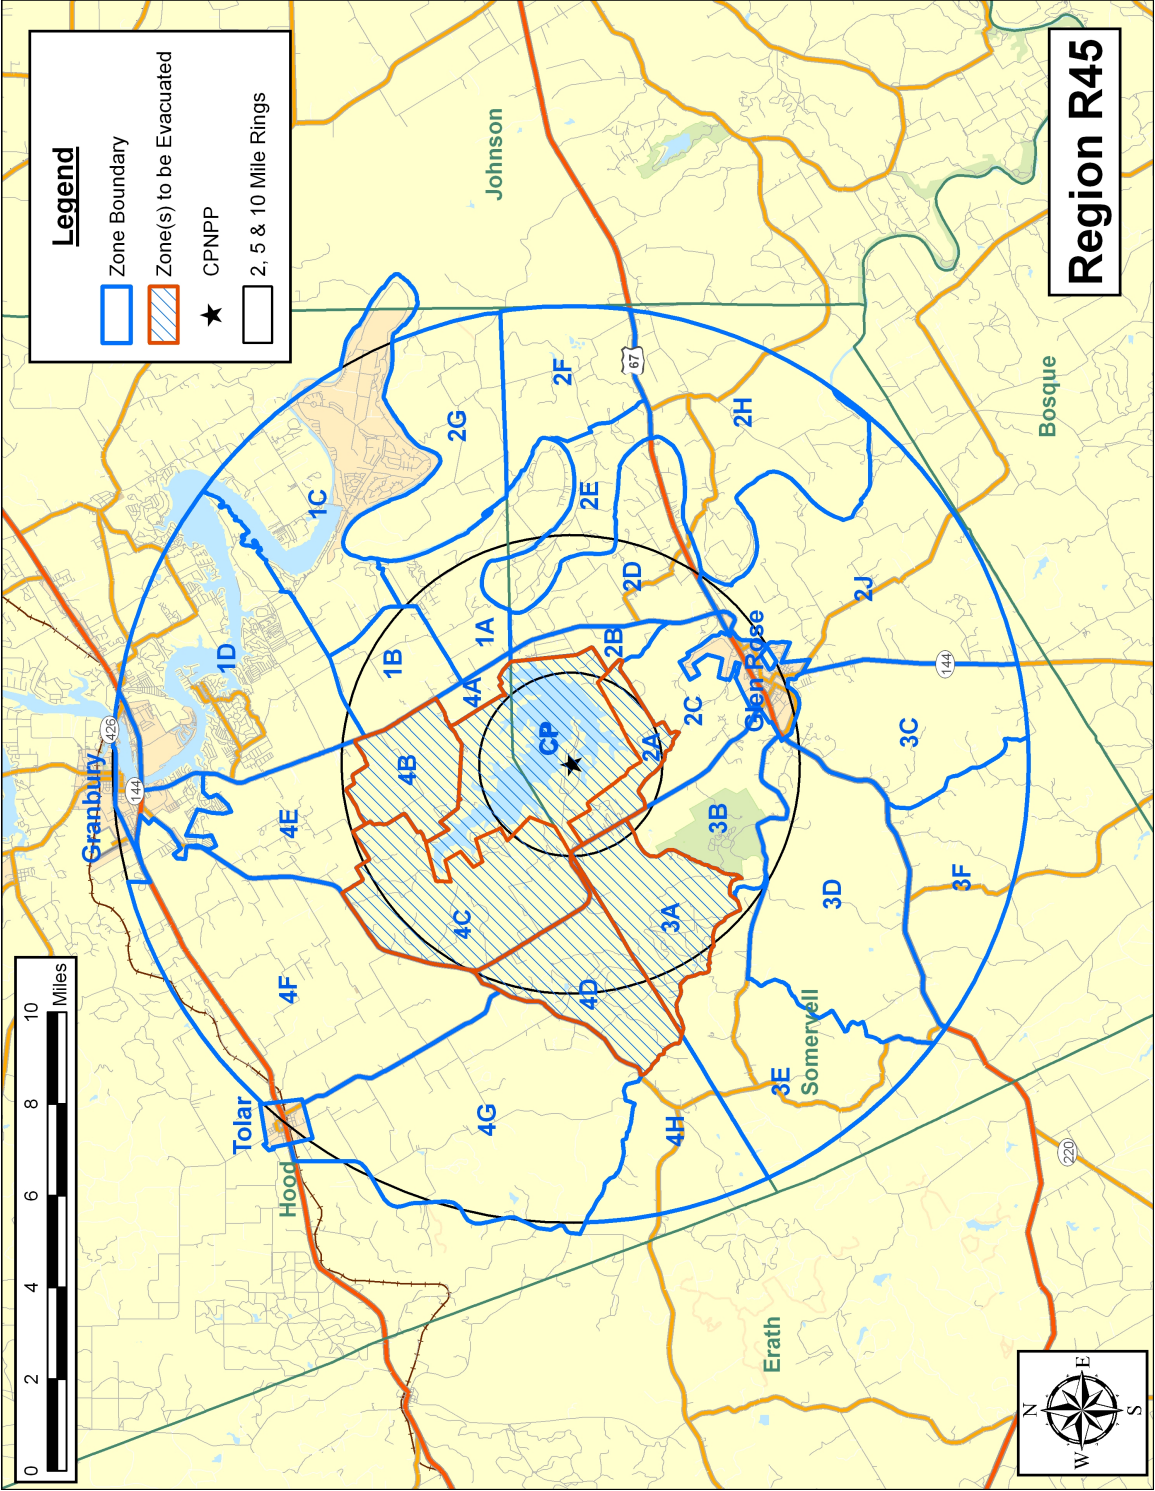 Legend
Zone Boundary
Zone(s) to be Evacuated
CPNPP
2, 5 & 10 Mile Rings
Region R45
0 2 4 6 8 10
Miles
N
W E
S
Granbury
Tolar
Glen Rose
Hood
Johnson
Bosque
Somervell
Erath
426
144
67
144
220
CP
1A
1B
1C
1D
2A
2B
2C
2D
2E
2F
2G
2H
2J
3A
3B
3C
3D
3E
3F
4A
4B
4C
4D
4E
4F
4G
4H